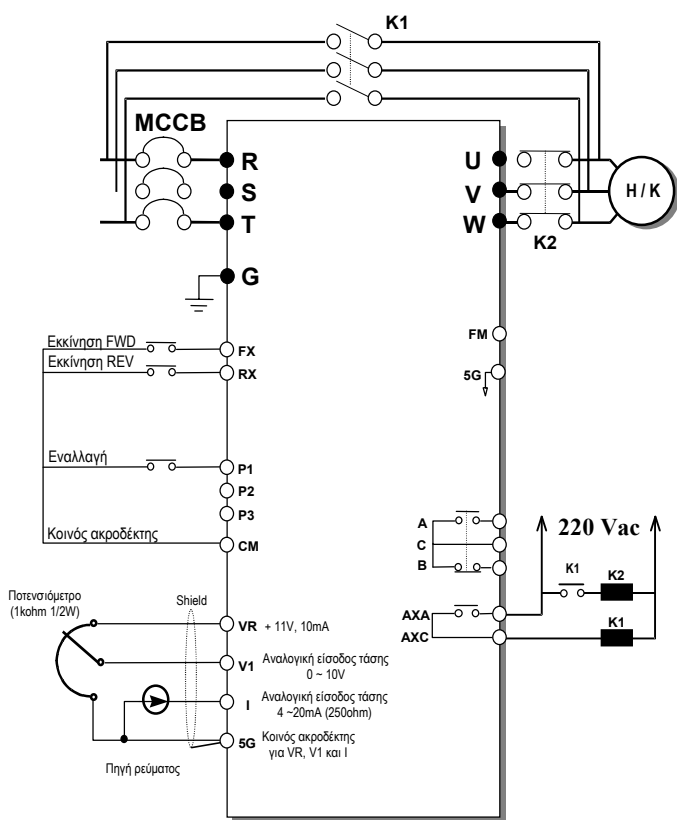 K1
MCCB
R
S
T
G
U
V
W
K2
H / K
FM
5G
Εκκίνηση FWD
FX
Εκκίνηση REV
RX
Εναλλαγή
P1
P2
P3
Κοινός ακροδέκτης
CM
A
C
B
220 Vac
K1
K2
AXA
AXC
K1
Ποτενσιόμετρο
(1kohm 1/2W)
Shield
VR + 11V, 10mA
V1 Αναλογική είσοδος τάσης
0 ~ 10V
I Αναλογική είσοδος τάσης
4 ~20mA (250ohm)
5G Κοινός ακροδέκτης
για VR, V1 και I
Πηγή ρεύματος